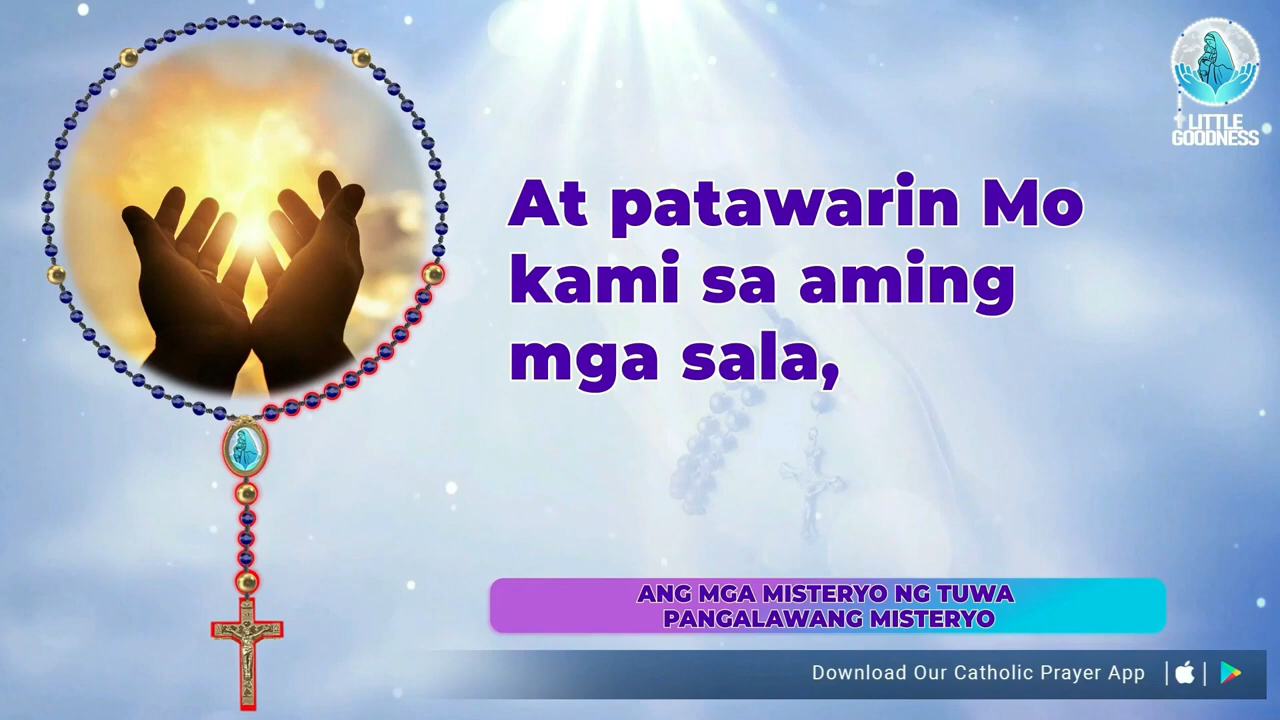 LITTLE
GOODNESS
At patawarin Mo
kami sa aming
mga sala,
ANG MGA MISTERYO NG TUWA
PANGALAWANG MISTERYO
Download Our Catholic Prayer App